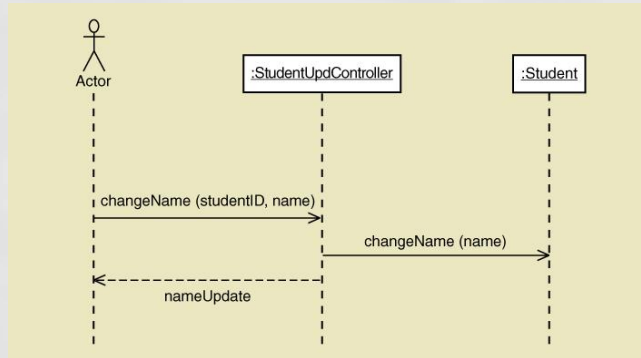 Actor
:StudentUpdController
:Student
changeName (studentID, name)
changeName (name)
nameUpdate